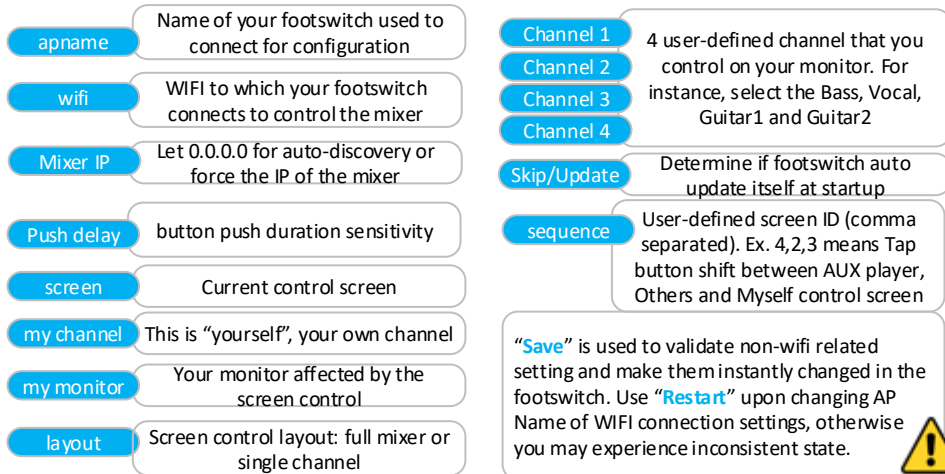 apname
Name of your footswitch used to
connect for configuration
wifi
WIFI to which your footswitch
connects to control the mixer
Mixer IP
Let 0.0.0.0 for auto-discovery or
force the IP of the mixer
Push delay
button push duration sensitivity
screen
Current control screen
my channel
This is “yourself”, your own channel
my monitor
Your monitor affected by the
screen control
layout
Screen control layout: full mixer or
single channel
Channel 1
Channel 2
Channel 3
Channel 4
4 user-defined channel that you
control on your monitor. For
instance, select the Bass, Vocal,
Guitar1 and Guitar2
Skip/Update
Determine if footswitch auto
update itself at startup
sequence
User-defined screen ID (comma
separated). Ex. 4,2,3 means Tap
button shift between AUX player,
Others and Myself control screen
“Save” is used to validate non-wifi related
setting and make them instantly changed in the
footswitch. Use “Restart” upon changing AP
Name of WIFI connection settings, otherwise
you may experience inconsistent state.